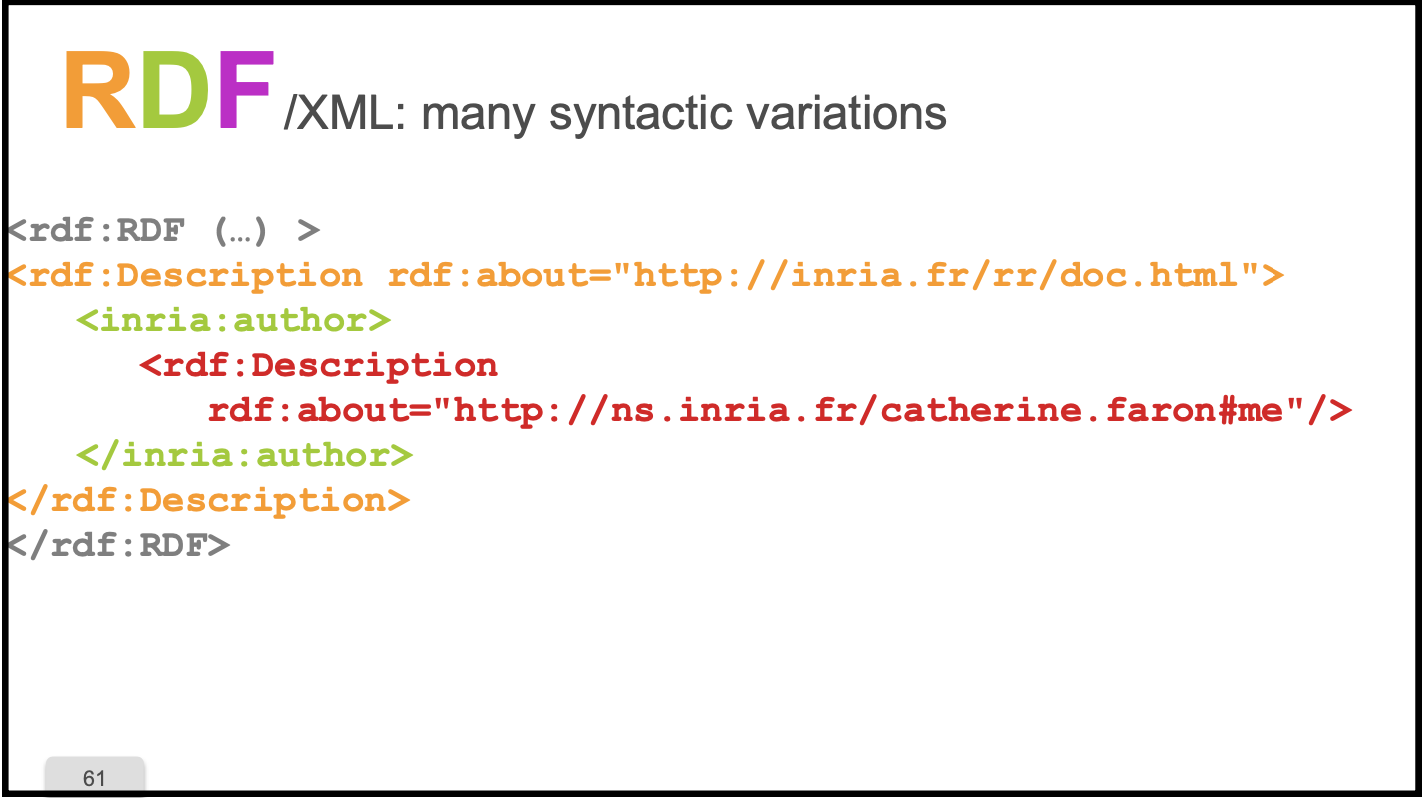 RDF /XML: many syntactic variations
<rdf:RDF (…) >
<rdf:Description rdf:about="http://inria.fr/rr/doc.html">
<inria:author>
<rdf:Description
rdf:about="http://ns.inria.fr/catherine.faron#me"/>
</inria:author>
</rdf:Description>
</rdf:RDF>
61